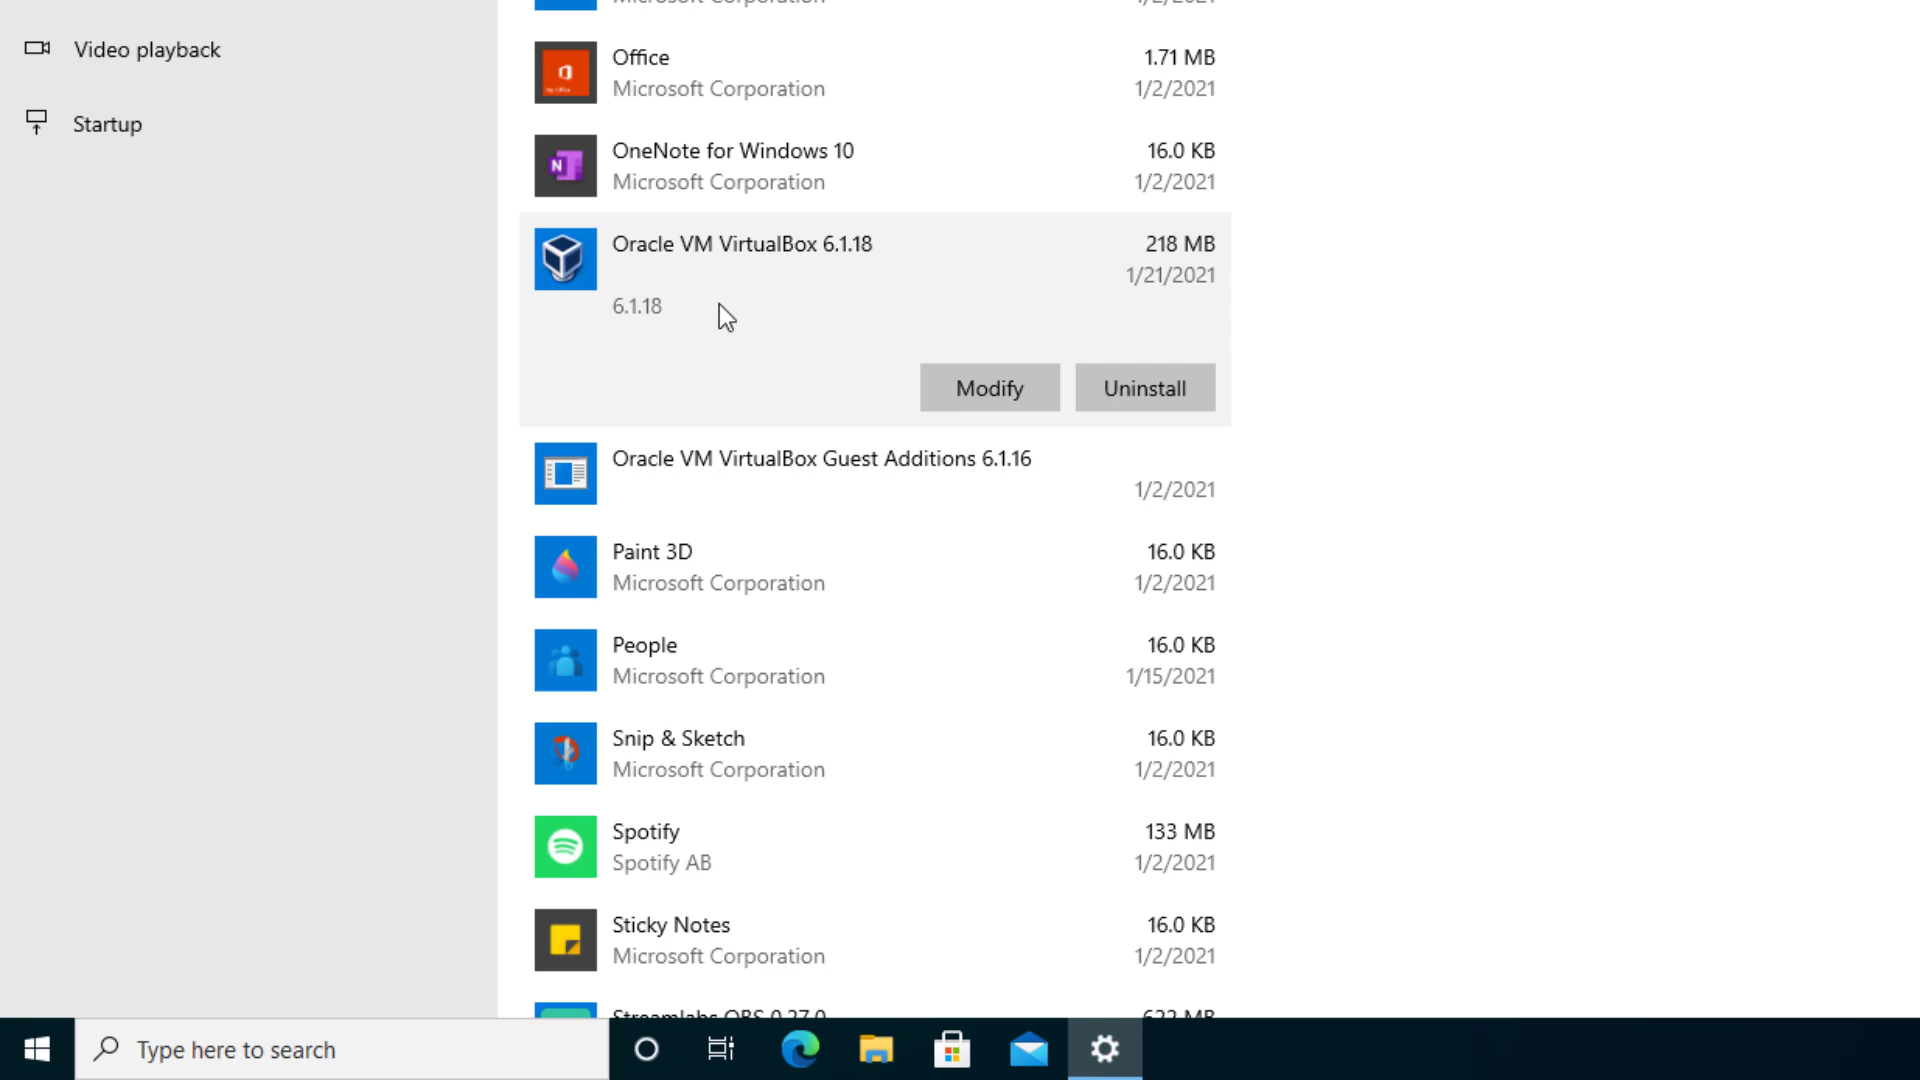 Video playback
Startup
Microsoft Corporation
1/2/2021
Office
1.71 MB
Microsoft Corporation
1/2/2021
OneNote for Windows 10
16.0 KB
Microsoft Corporation
1/2/2021
Oracle VM VirtualBox 6.1.18
218 MB
1/21/2021
6.1.18
Modify
Uninstall
Oracle VM VirtualBox Guest Additions 6.1.16
1/2/2021
Paint 3D
16.0 KB
Microsoft Corporation
1/2/2021
People
16.0 KB
Microsoft Corporation
1/15/2021
Snip & Sketch
16.0 KB
Microsoft Corporation
1/2/2021
Spotify
133 MB
Spotify AB
1/2/2021
Sticky Notes
16.0 KB
Microsoft Corporation
1/2/2021
Streamlabs OBS 0.27.0
Type here to search